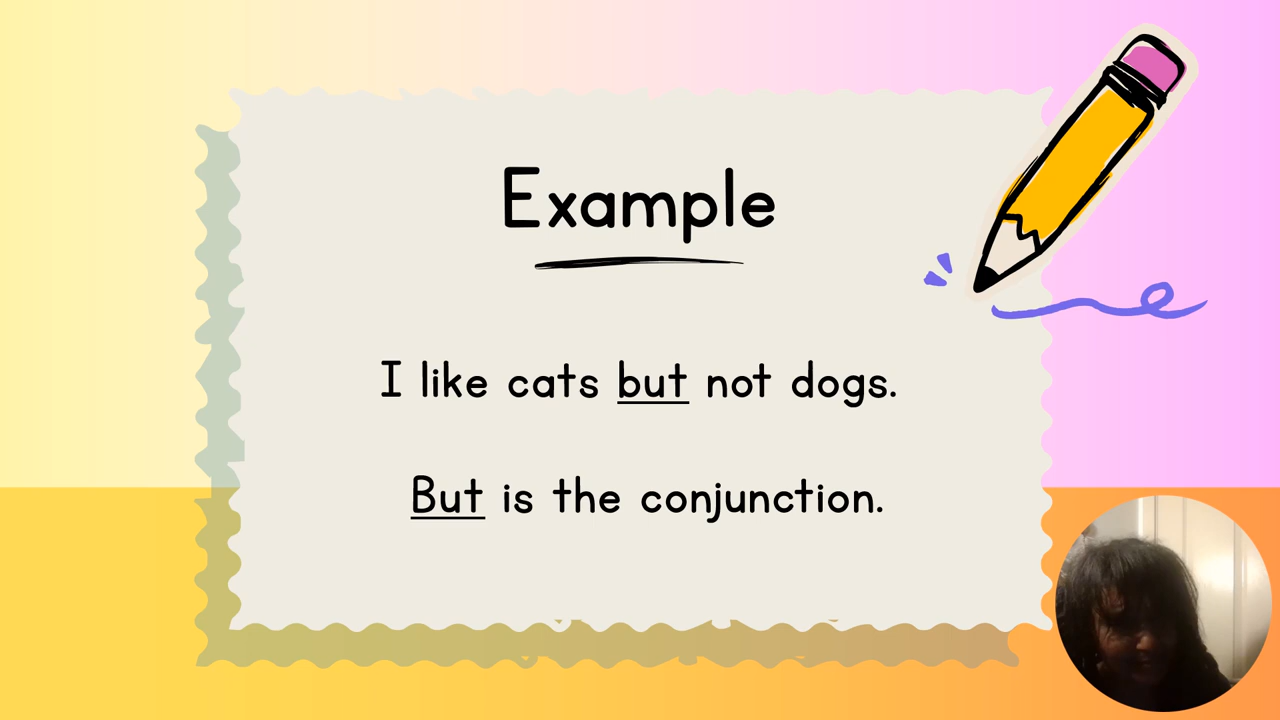 Example
I like cats but not dogs.
But is the conjunction.